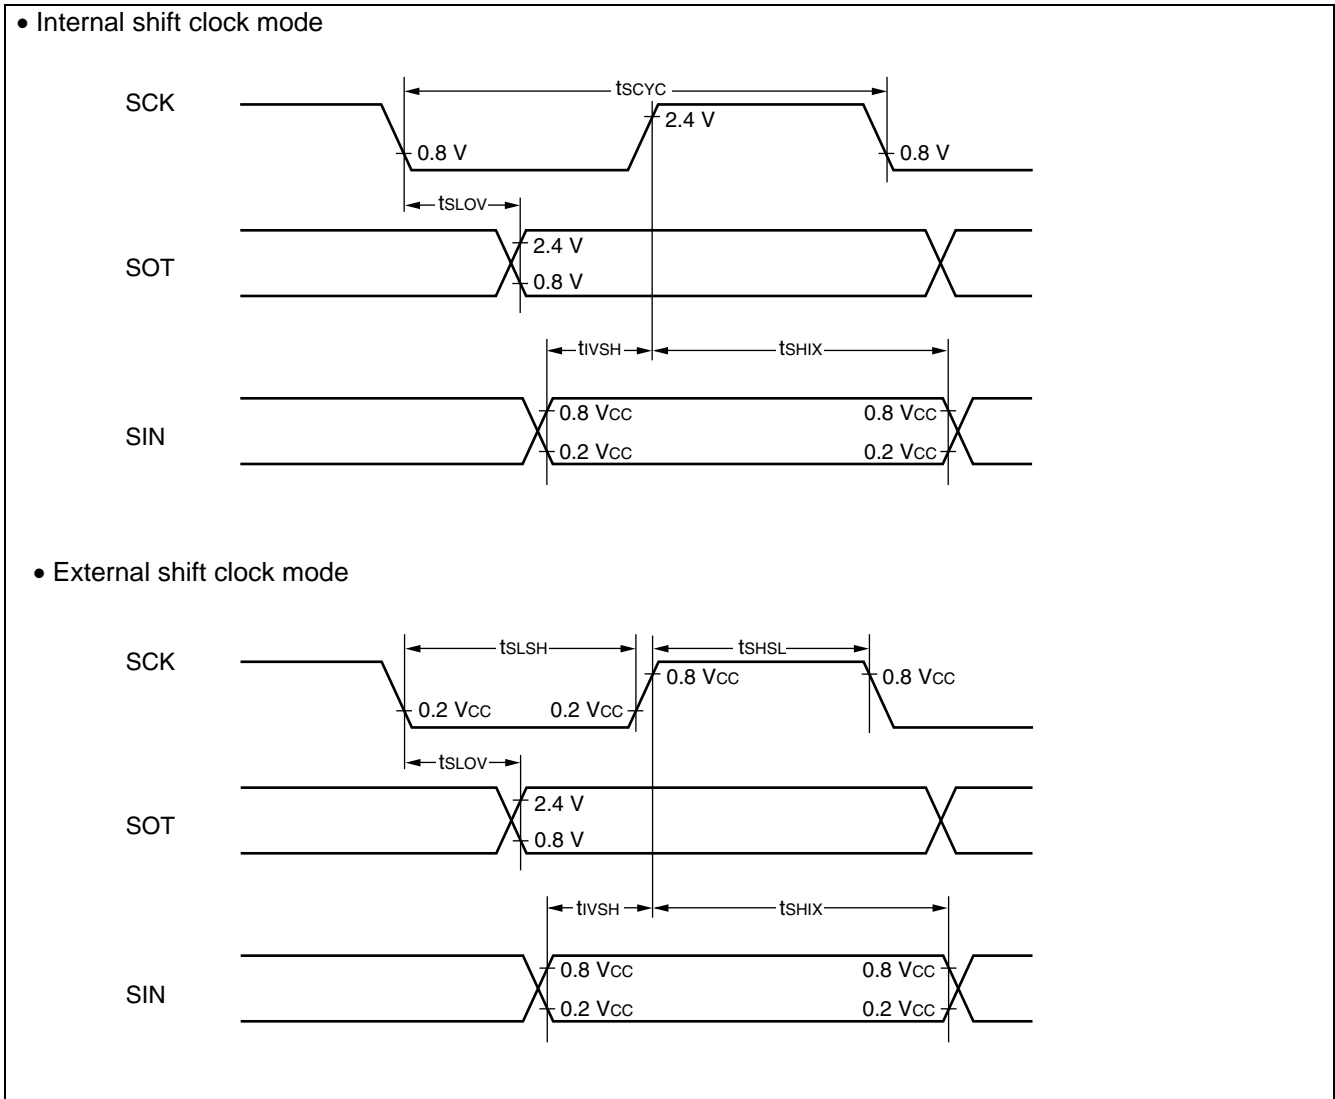 • Internal shift clock mode
tSCYC
SCK
2.4 V
0.8 V
0.8 V
tSLOV
2.4 V
SOT
0.8 V
tIVSH
tSHIX
0.8 VCC
0.8 VCC
SIN
0.2 VCC
0.2 VCC
• External shift clock mode
tSLSH
tSHSL
SCK
0.8 VCC
0.8 VCC
0.2 VCC
0.2 VCC
tSLOV
2.4 V
SOT
0.8 V
tIVSH
tSHIX
0.8 VCC
0.8 VCC
SIN
0.2 VCC
0.2 VCC